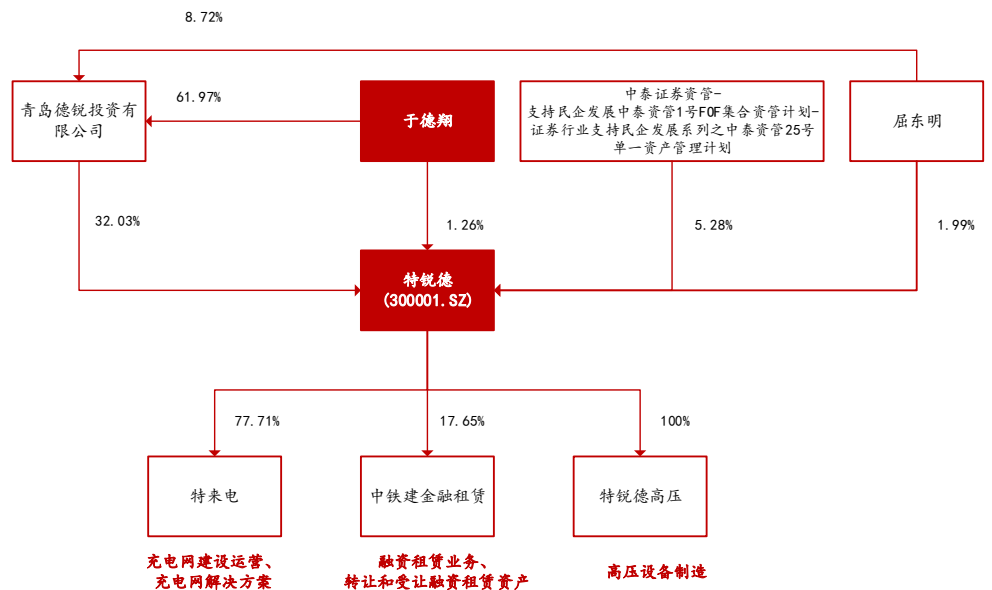 8.72%
青岛德锐投资有
限公司
61.97%
于德翔
中泰证券资管-
支持民企发展中泰资管1号FOF集合资管计划-
证券行业支持民企发展系列之中泰资管25号
单一资产管理计划
屈东明
32.03%
1.26%
5.28%
1.99%
特锐德
(300001.SZ)
77.71%
17.65%
100%
特来电
中铁建金融租赁
特锐德高压
充电网建设运营、
充电网解决方案
融资租赁业务、
转让和受让融资租赁资产
高压设备制造